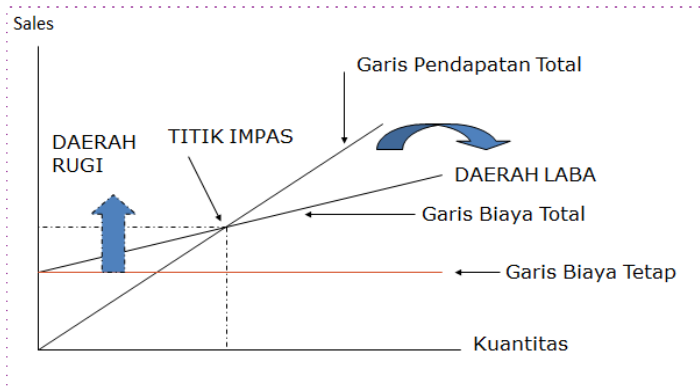 Sales
Garis Pendapatan Total
DAERAH
RUGI
TITIK IMPAS
DAERAH LABA
Garis Biaya Total
Garis Biaya Tetap
Kuantitas